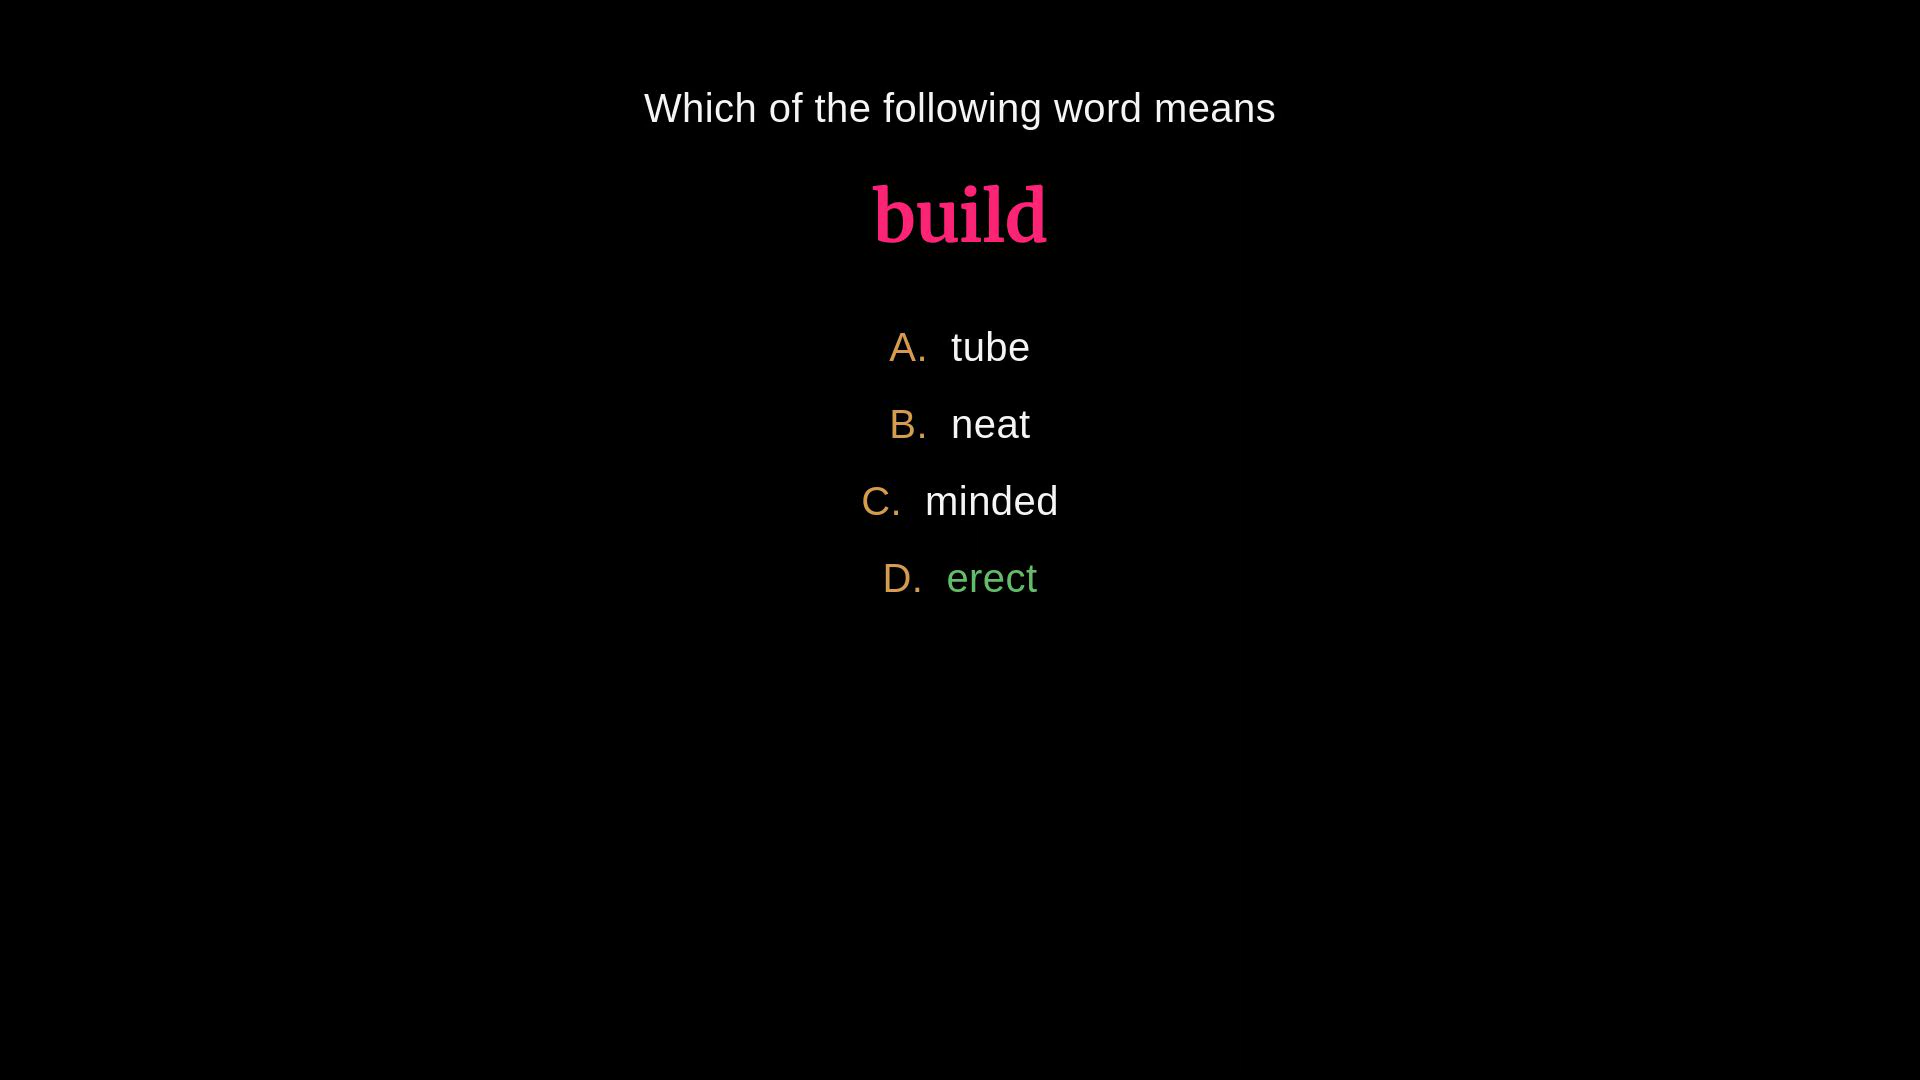 Which of the following word means
build
A. tube
B. neat
C. minded
D. erect